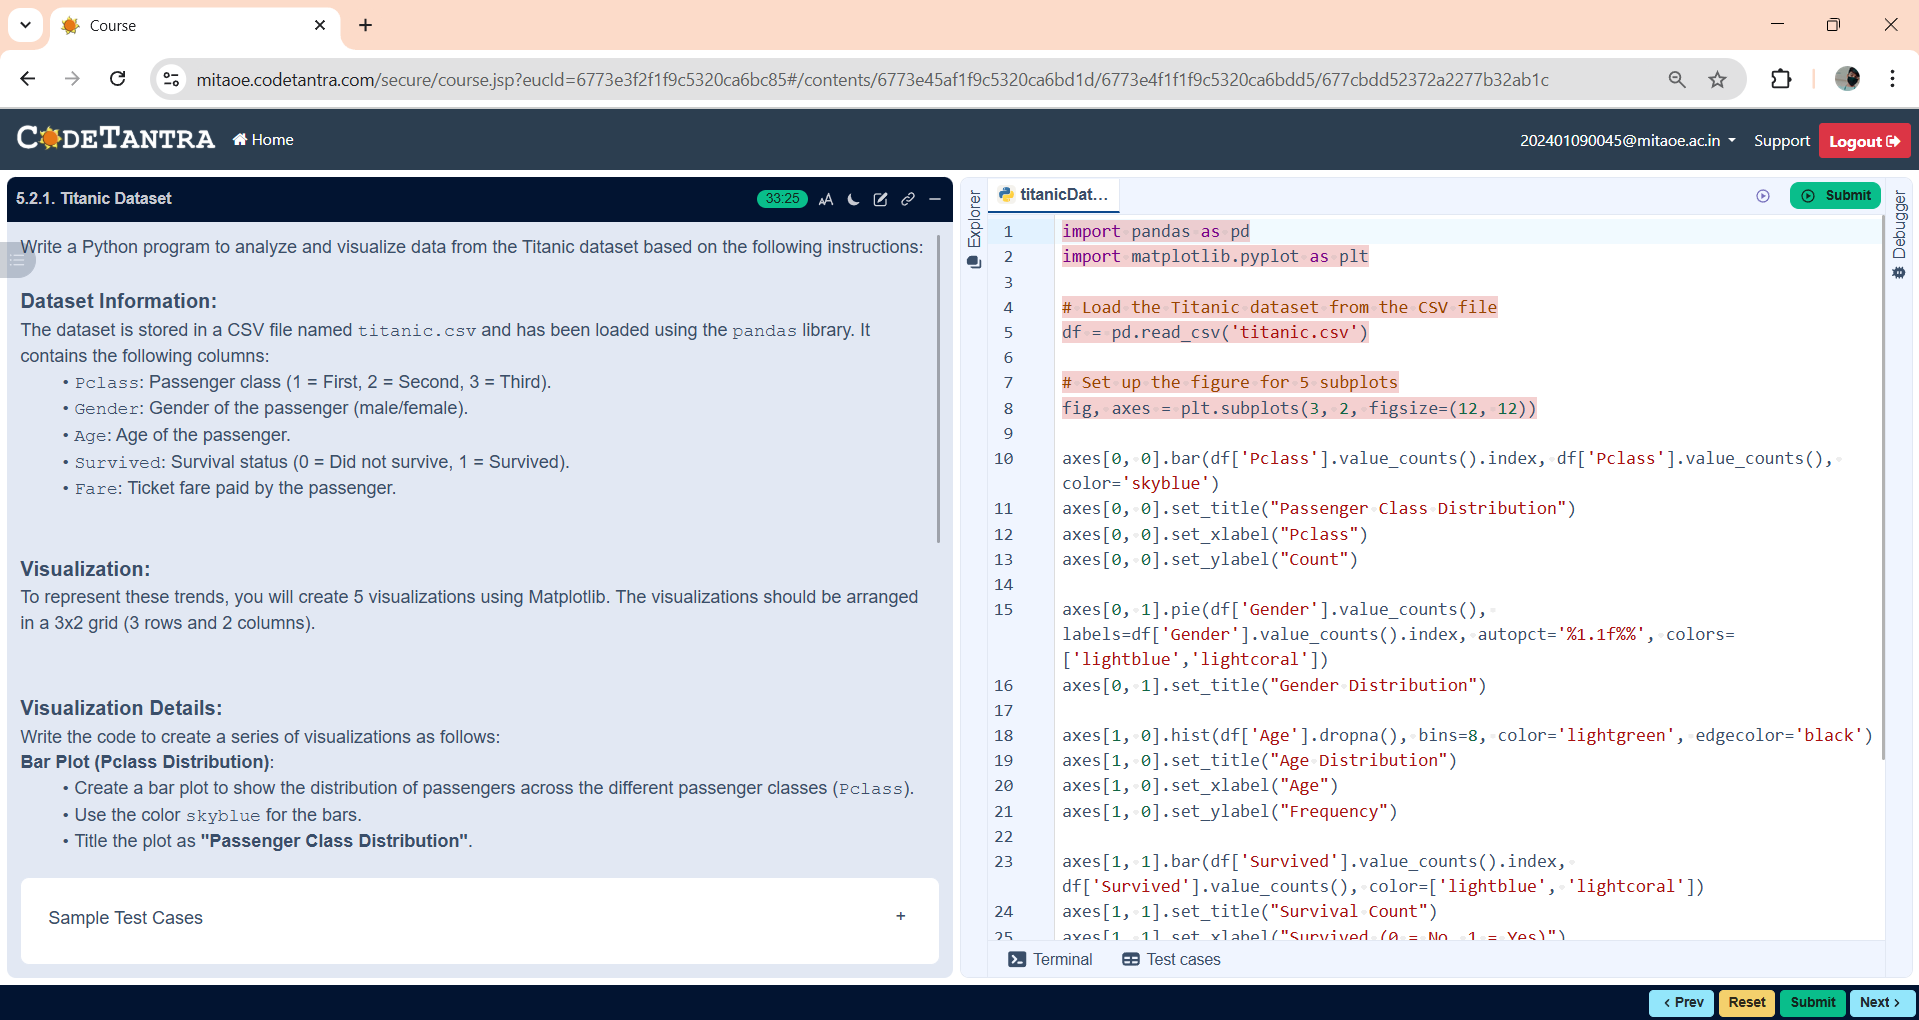 Course
mitaoe.codetantra.com/secure/course.jsp?eucId=6773e3f2f1f9c5320ca6bc85#/contents/6773e45af1f9c5320ca6bd1d/6773e4f1f1f9c5320ca6bdd5/677cbdd52372a2277b32ab1c
CODETANTRA
Home
202401090045@mitaoe.ac.in
Support
Logout
5.2.1. Titanic Dataset
33:25
Write a Python program to analyze and visualize data from the Titanic dataset based on the following instructions:
Dataset Information:
The dataset is stored in a CSV file named titanic.csv and has been loaded using the pandas library. It
contains the following columns:
• Pclass: Passenger class (1 = First, 2 = Second, 3 = Third).
• Gender: Gender of the passenger (male/female).
• Age: Age of the passenger.
• Survived: Survival status (0 = Did not survive, 1 = Survived).
• Fare: Ticket fare paid by the passenger.
Visualization:
To represent these trends, you will create 5 visualizations using Matplotlib. The visualizations should be arranged
in a 3x2 grid (3 rows and 2 columns).
Visualization Details:
Write the code to create a series of visualizations as follows:
Bar Plot (Pclass Distribution):
• Create a bar plot to show the distribution of passengers across the different passenger classes (Pclass).
• Use the color skyblue for the bars.
• Title the plot as "Passenger Class Distribution".
Sample Test Cases
+
Explorer
titanicDat...
Submit
Debugger
1 import pandas as pd
2 import matplotlib.pyplot as plt
3
4 # Load the Titanic dataset from the CSV file
5 df = pd.read_csv('titanic.csv')
6
7 # Set up the figure for 5 subplots
8 fig, axes = plt.subplots(3, 2, figsize=(12, 12))
9
10 axes[0, 0].bar(df['Pclass'].value_counts().index, df['Pclass'].value_counts(),
color='skyblue')
11 axes[0, 0].set_title("Passenger Class Distribution")
12 axes[0, 0].set_xlabel("Pclass")
13 axes[0, 0].set_ylabel("Count")
14
15 axes[0, 1].pie(df['Gender'].value_counts(),
labels=df['Gender'].value_counts().index, autopct='%1.1f%%', colors=
['lightblue','lightcoral'])
16 axes[0, 1].set_title("Gender Distribution")
17
18 axes[1, 0].hist(df['Age'].dropna(), bins=8, color='lightgreen', edgecolor='black')
19 axes[1, 0].set_title("Age Distribution")
20 axes[1, 0].set_xlabel("Age")
21 axes[1, 0].set_ylabel("Frequency")
22
23 axes[1, 1].bar(df['Survived'].value_counts().index,
df['Survived'].value_counts(), color=['lightblue', 'lightcoral'])
24 axes[1, 1].set_title("Survival Count")
25 axes[1, 1].set_xlabel("Survived (0 = No, 1 = Yes)")
Terminal
Test cases
< Prev
Reset
Submit
Next >